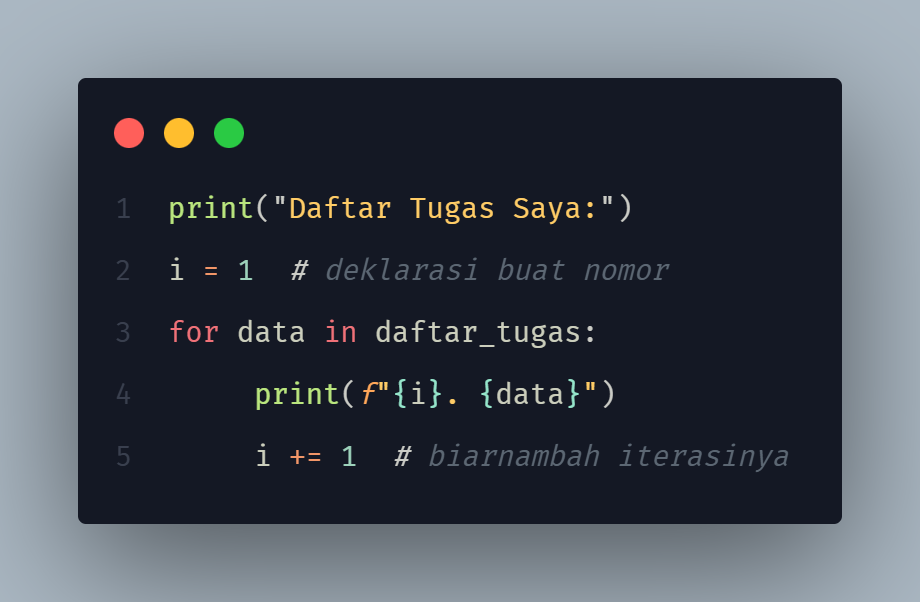 1 print("Daftar Tugas Saya:")
2 i = 1  # deklarasi buat nomor
3 for data in daftar_tugas:
4      print(f"{i}. {data}")
5      i += 1  # biarnambah iterasinya